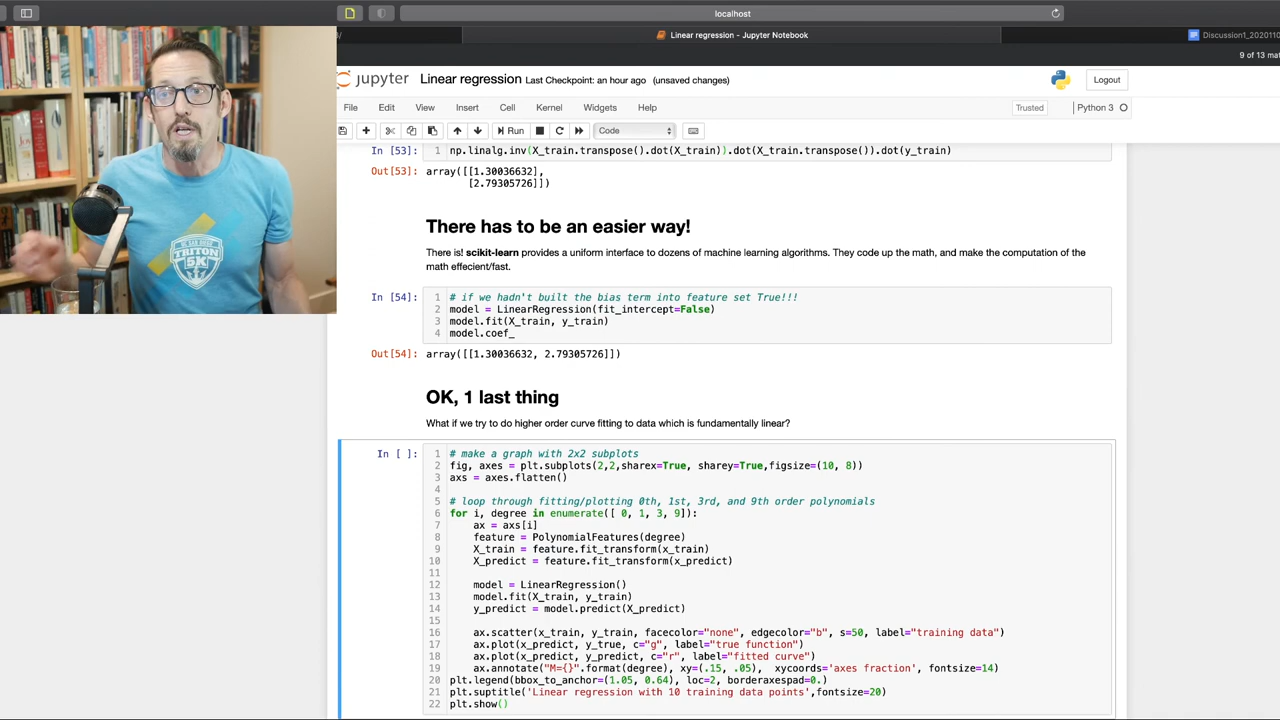 localhost
Linear regression - Jupyter Notebook
Discussion1_2020110
9 of 13 mat
jupyter Linear regression Last Checkpoint: an hour ago (unsaved changes)
Logout
File Edit View Insert Cell Kernel Widgets Help
Trusted Python 3
Run Code
In [53]: 1 np.linalg.inv(X_train.transpose().dot(X_train)).dot(X_train.transpose()).dot(y_train)
Out[53]: array([[1.30036632],
[2.79305726]])
There has to be an easier way!
There is! scikit-learn provides a uniform interface to dozens of machine learning algorithms. They code up the math, and make the computation of the
math effecient/fast.
In [54]: 1 # if we hadn't built the bias term into feature set True!!!
2 model = LinearRegression(fit_intercept=False)
3 model.fit(X_train, y_train)
4 model.coef_
Out[54]: array([[1.30036632, 2.79305726]])
OK, 1 last thing
What if we try to do higher order curve fitting to data which is fundamentally linear?
In [ ]: 1 # make a graph with 2x2 subplots
2 fig, axes = plt.subplots(2,2,sharex=True, sharey=True,figsize=(10, 8))
3 axs = axes.flatten()
4
5 # loop through fitting/plotting 0th, 1st, 3rd, and 9th order polynomials
6 for i, degree in enumerate([ 0, 1, 3, 9]):
7 ax = axs[i]
8 feature = PolynomialFeatures(degree)
9 X_train = feature.fit_transform(x_train)
10 X_predict = feature.fit_transform(x_predict)
11
12 model = LinearRegression()
13 model.fit(X_train, y_train)
14 y_predict = model.predict(X_predict)
15
16 ax.scatter(x_train, y_train, facecolor="none", edgecolor="b", s=50, label="training data")
17 ax.plot(x_predict, y_true, c="g", label="true function")
18 ax.plot(x_predict, y_predict, c="r", label="fitted curve")
19 ax.annotate("M={}".format(degree), xy=(.15, .05), xycoords='axes fraction', fontsize=14)
20 plt.legend(bbox_to_anchor=(1.05, 0.64), loc=2, borderaxespad=0.)
21 plt.suptitle('Linear regression with 10 training data points',fontsize=20)
22 plt.show()
UC SAN DIEGO
TRITON
5K